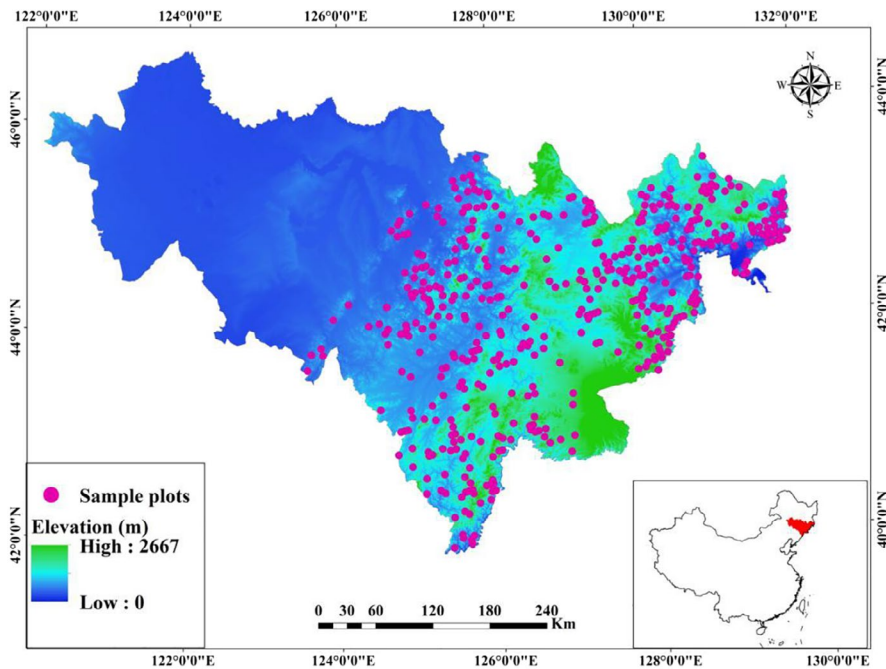 122°0'0"E 124°0'0"E 126°0'0"E 128°0'0"E 130°0'0"E 132°0'0"E
N
W E
S
46°0'0"N
44°0'0"N
44°0'0"N
42°0'0"N
Sample plots
Elevation (m)
High : 2667
Low : 0
42°0'0"N
40°0'0"N
0 30 60 120 180 240
Km
122°0'0"E 124°0'0"E 126°0'0"E 128°0'0"E 130°0'0"E